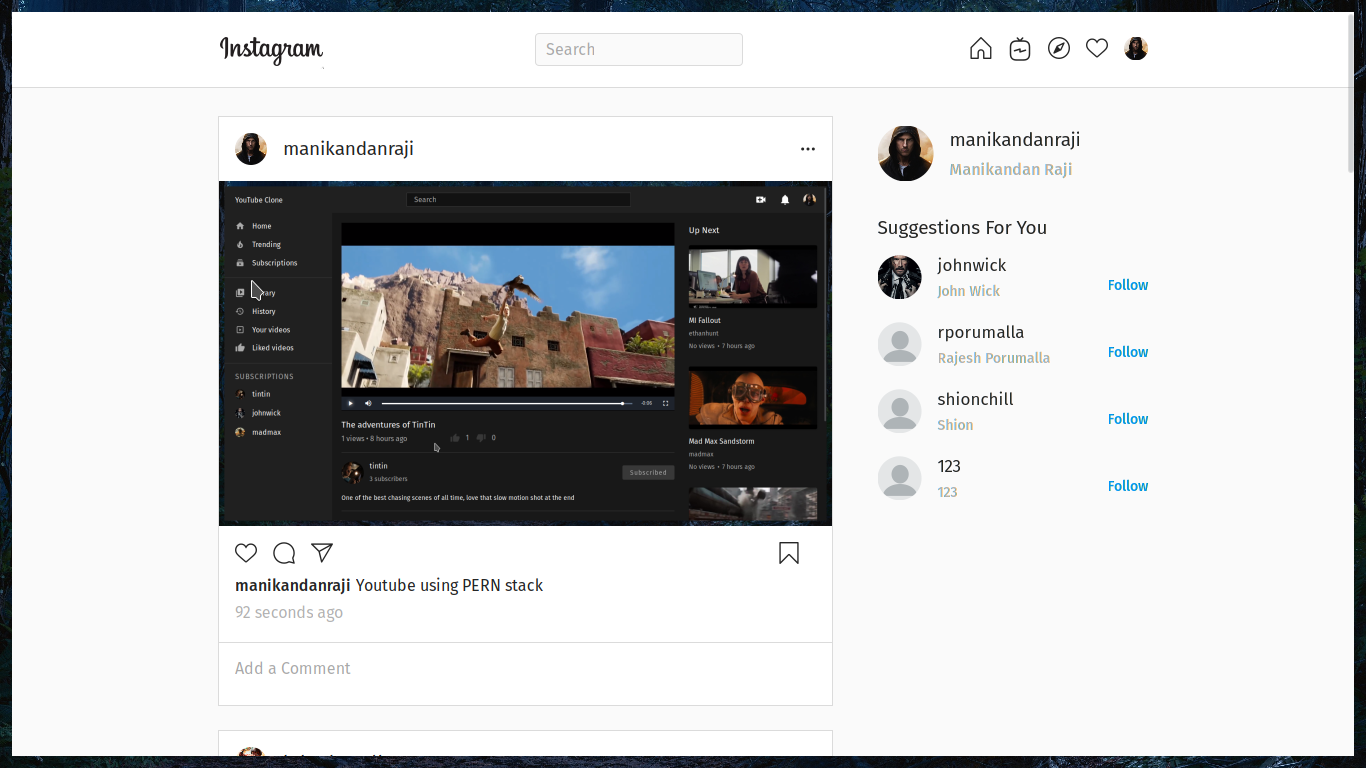 Instagram
Search
manikandanraji
YouTube Clone
Search
Home
Trending
Subscriptions
History
Your videos
Liked videos
SUBSCRIPTIONS
tintin
johnwick
madmax
-0:06
The adventures of TinTin
1 views • 8 hours ago
1 0
tintin
3 subscribers
Subscribed
One of the best chasing scenes of all time, love that slow motion shot at the end
Up Next
MI Fallout
ethanhunt
No views • 7 hours ago
Mad Max Sandstorm
madmax
No views • 7 hours ago
manikandanraji Youtube using PERN stack
92 seconds ago
Add a Comment
manikandanraji
Manikandan Raji
Suggestions For You
johnwick
John Wick
Follow
rporumalla
Rajesh Porumalla
Follow
shionchill
Shion
Follow
123
123
Follow